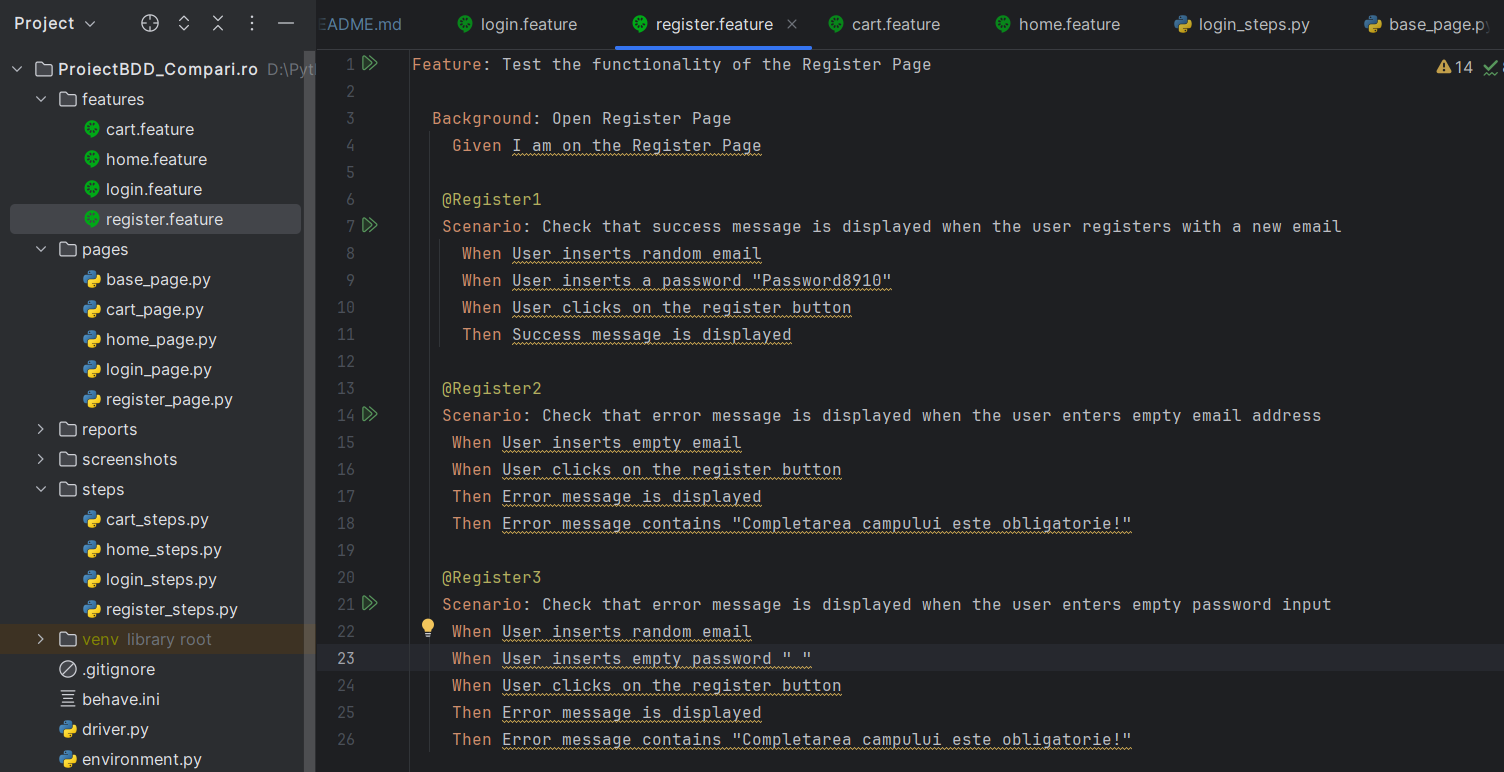 Project
ProiectBDD_Compari.ro D:\Pyt
features
cart.feature
home.feature
login.feature
register.feature
pages
base_page.py
cart_page.py
home_page.py
login_page.py
register_page.py
reports
screenshots
steps
cart_steps.py
home_steps.py
login_steps.py
register_steps.py
venv library root
.gitignore
behave.ini
driver.py
environment.py
EADME.md login.feature register.feature cart.feature home.feature login_steps.py base_page.py
14
1 Feature: Test the functionality of the Register Page
2
3 Background: Open Register Page
4 Given I am on the Register Page
5
6 @Register1
7 Scenario: Check that success message is displayed when the user registers with a new email
8 When User inserts random email
9 When User inserts a password "Password8910"
10 When User clicks on the register button
11 Then Success message is displayed
12
13 @Register2
14 Scenario: Check that error message is displayed when the user enters empty email address
15 When User inserts empty email
16 When User clicks on the register button
17 Then Error message is displayed
18 Then Error message contains "Completarea campului este obligatorie!"
19
20 @Register3
21 Scenario: Check that error message is displayed when the user enters empty password input
22 When User inserts random email
23 When User inserts empty password " "
24 When User clicks on the register button
25 Then Error message is displayed
26 Then Error message contains "Completarea campului este obligatorie!"